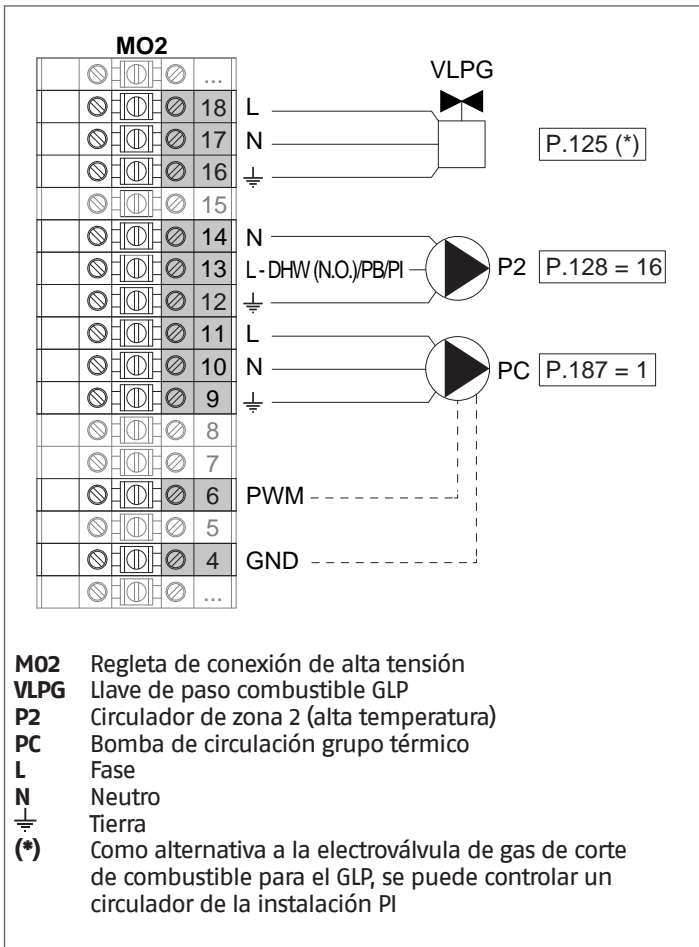 MO2
...
18 L
17 N
16
15
14 N
13 L - DHW (N.O.)/PB/PI
12
11 L
10 N
9
8
7
6 PWM
5
4 GND
...
VLPG
P.125 (*)
P2 P.128 = 16
PC P.187 = 1
M02 Regleta de conexión de alta tensión
VLPG Llave de paso combustible GLP
P2 Circulador de zona 2 (alta temperatura)
PC Bomba de circulación grupo térmico
L Fase
N Neutro
⏚ Tierra
(*) Como alternativa a la electroválvula de gas de corte
de combustible para el GLP, se puede controlar un
circulador de la instalación PI